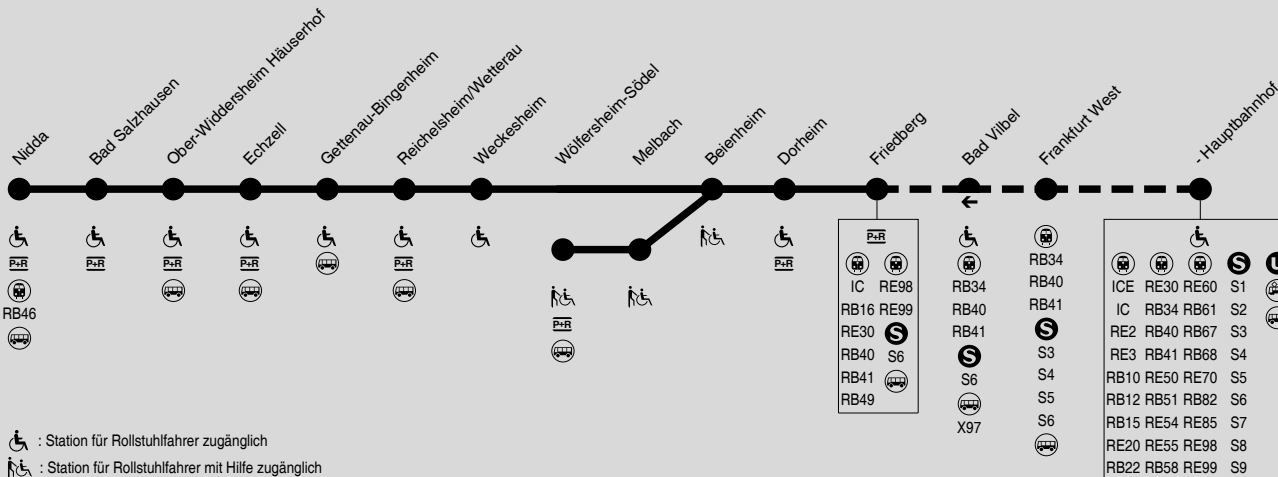 Nidda
Bad Salzhausen
Ober-Widdersheim Häuserhof
Echzell
Gettenau-Bingenheim
Reichelsheim/Wetterau
Weckesheim
Wölfersheim-Södel
Melbach
Beienheim
Dorheim
Friedberg
Bad Vilbel
Frankfurt West
- Hauptbahnhof
P+R
RB46
P+R
P+R
P+R
P+R
P+R
P+R
P+R
IC RE98
RB16 RE99
RE30 S
RB40 S6
RB41
RB49
RB34
RB40
RB41
S
S6
X97
RB34
RB40
RB41
S
S3
S4
S5
S6
S U
ICE RE30 RE60 S1
IC RB34 RB61 S2
RE2 RB40 RB67 S3
RE3 RB41 RB68 S4
RB10 RE50 RE70 S5
RB12 RB51 RB82 S6
RB15 RE54 RE85 S7
RE20 RE55 RE98 S8
RB22 RB58 RE99 S9
: Station für Rollstuhlfahrer zugänglich
: Station für Rollstuhlfahrer mit Hilfe zugänglich